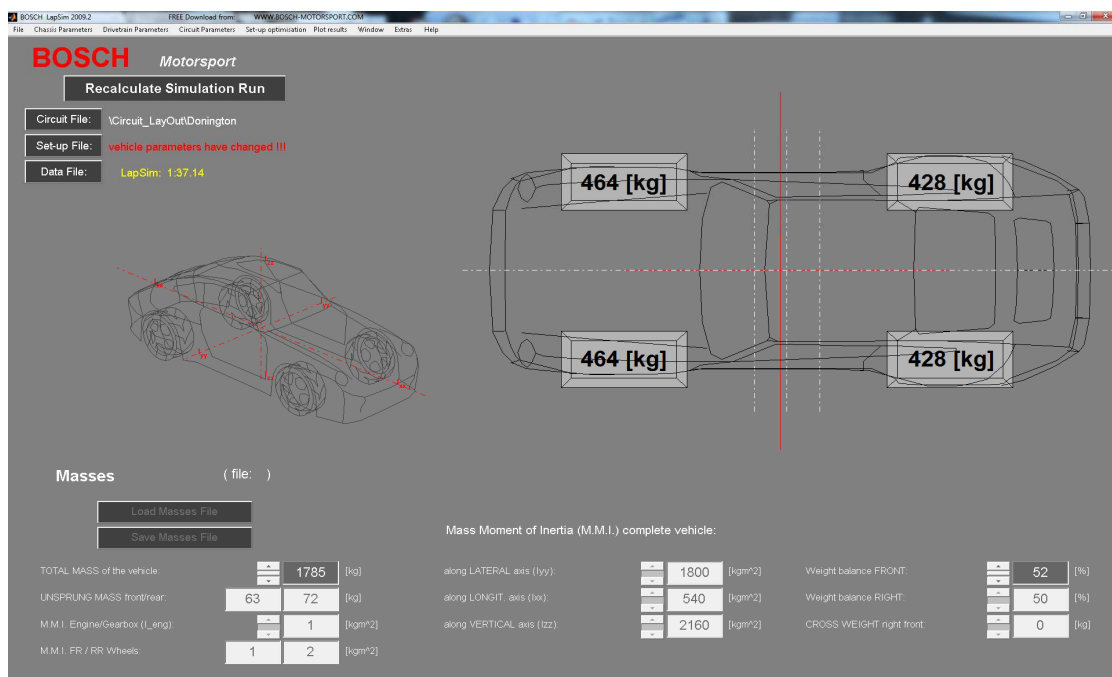 BOSCH LapSim 2009.2 FREE Download from: WWW.BOSCH-MOTORSPORT.COM
File Chassis Parameters Drivetrain Parameters Circuit Parameters Set-up optimisation Plot results Window Extras Help
BOSCH Motorsport
Recalculate Simulation Run
Circuit File: \Circuit_LayOut\Donington
Set-up File: vehicle parameters have changed !!!
Data File: LapSim: 1:37.14
464 [kg] 428 [kg]
464 [kg] 428 [kg]
Iyy
Masses ( file: )
Load Masses File
Save Masses File
Mass Moment of Inertia (M.M.I.) complete vehicle:
TOTAL MASS of the vehicle: 1785 [kg] along LATERAL axis (Iyy): 1800 [kgm^2] Weight balance FRONT: 52 [%]
UNSPRUNG MASS front/rear: 63 72 [kg] along LONGIT. axis (Ixx): 540 [kgm^2] Weight balance RIGHT: 50 [%]
M.M.I. Engine/Gearbox (I_eng): 1 [kgm^2] along VERTICAL axis (Izz): 2160 [kgm^2] CROSS WEIGHT right front: 0 [kg]
M.M.I. FR / RR Wheels: 1 2 [kgm^2]